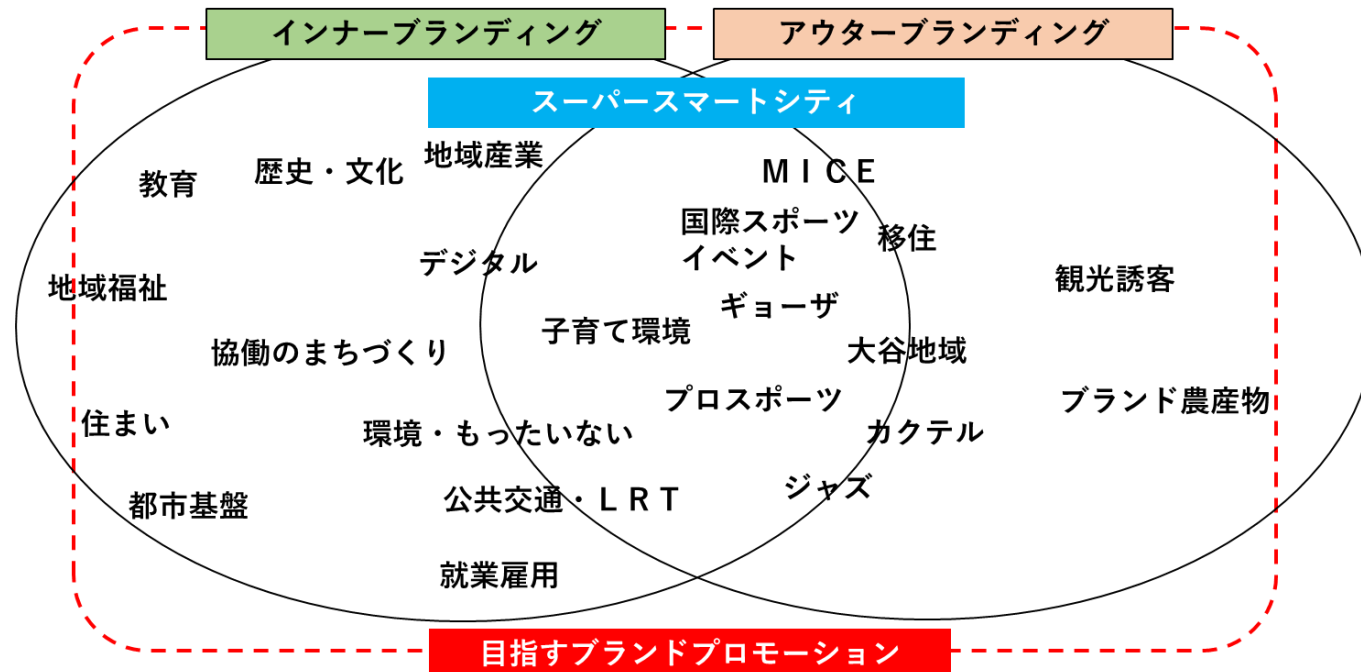 インナーブランディング
アウターブランディング
スーパースマートシティ
地域産業
歴史・文化
教育
ＭＩＣＥ
国際スポーツ
イベント
移住
デジタル
観光誘客
地域福祉
ギョーザ
子育て環境
協働のまちづくり
大谷地域
プロスポーツ
ブランド農産物
住まい
環境・もったいない
カクテル
ジャズ
公共交通・ＬＲＴ
都市基盤
就業雇用
目指すブランドプロモーション